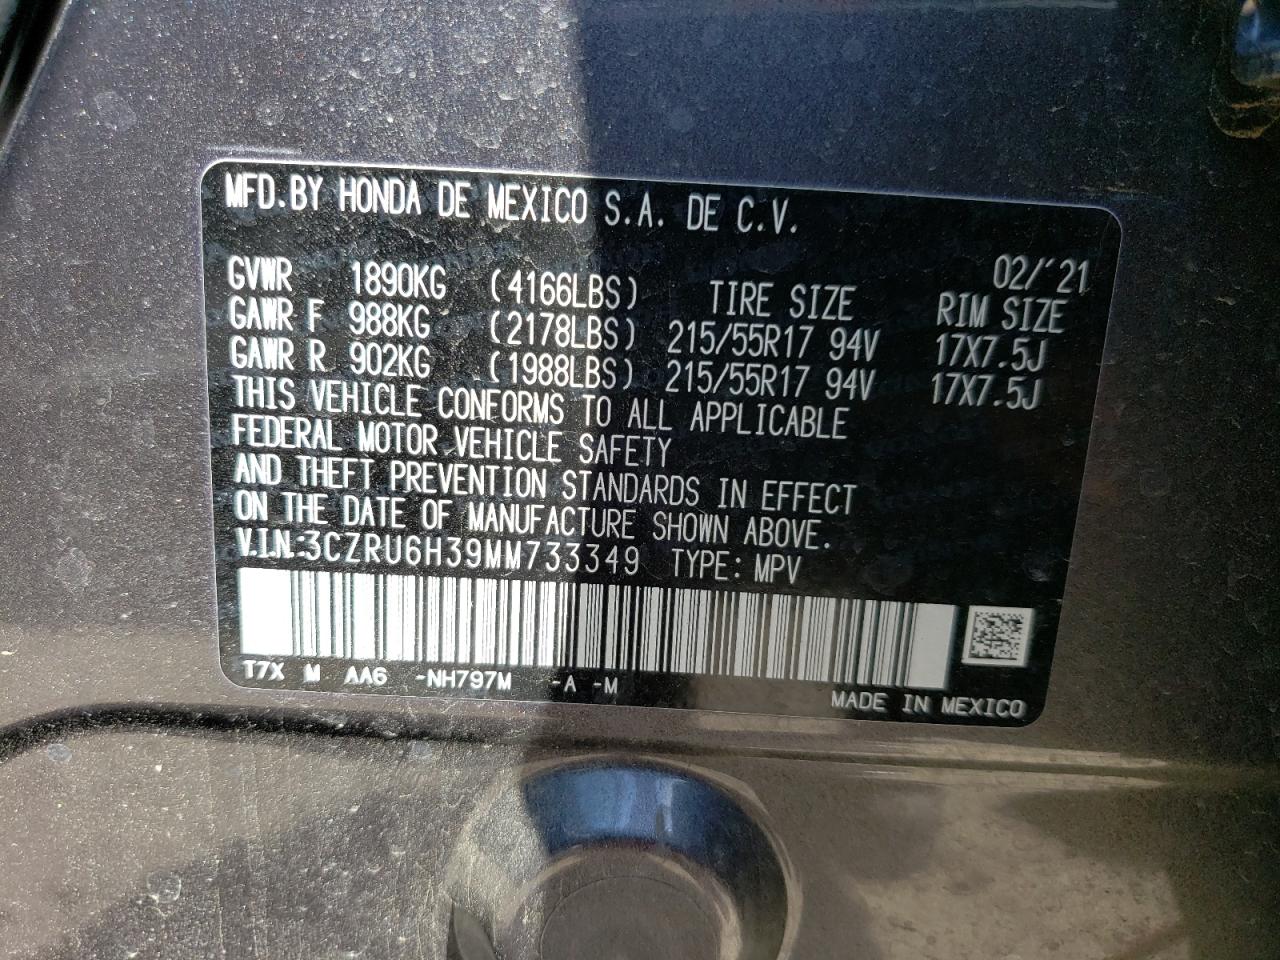 MFD.BY HONDA DE MEXICO S.A. DE C.V.
02/'21
GVWR 1890KG (4166LBS) TIRE SIZE RIM SIZE
GAWR F 988KG (2178LBS) 215/55R17 94V 17X7.5J
GAWR R 902KG (1988LBS) 215/55R17 94V 17X7.5J
THIS VEHICLE CONFORMS TO ALL APPLICABLE
FEDERAL MOTOR VEHICLE SAFETY
AND THEFT PREVENTION STANDARDS IN EFFECT
ON THE DATE OF MANUFACTURE SHOWN ABOVE.
V.I.N.:3CZRU6H39MM733349 TYPE: MPV
T7X M AA6 -NH797M -A -M
MADE IN MEXICO